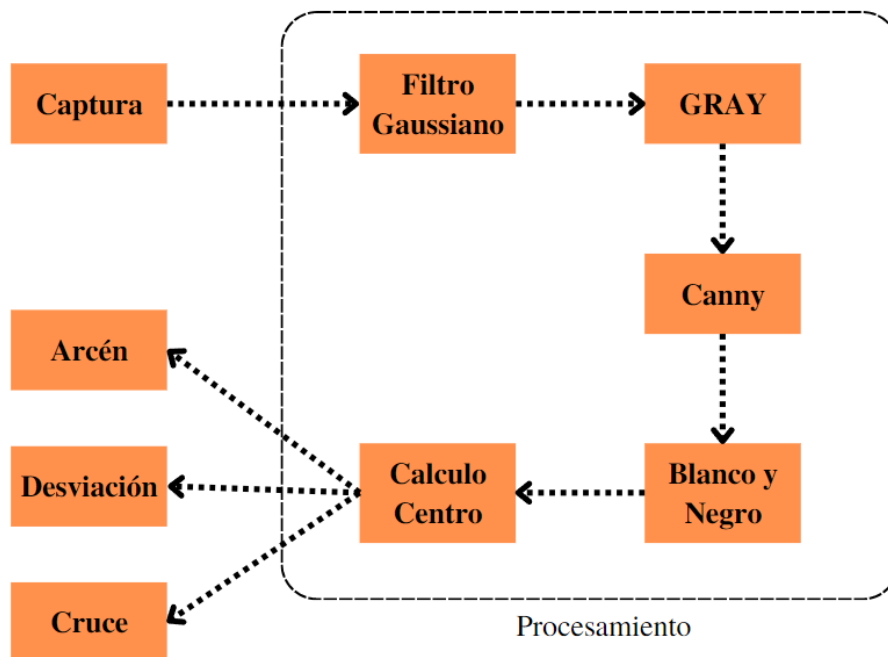 Captura
Filtro
Gaussiano
GRAY
Canny
Blanco y
Negro
Calculo
Centro
Arcén
Desviación
Cruce
Procesamiento